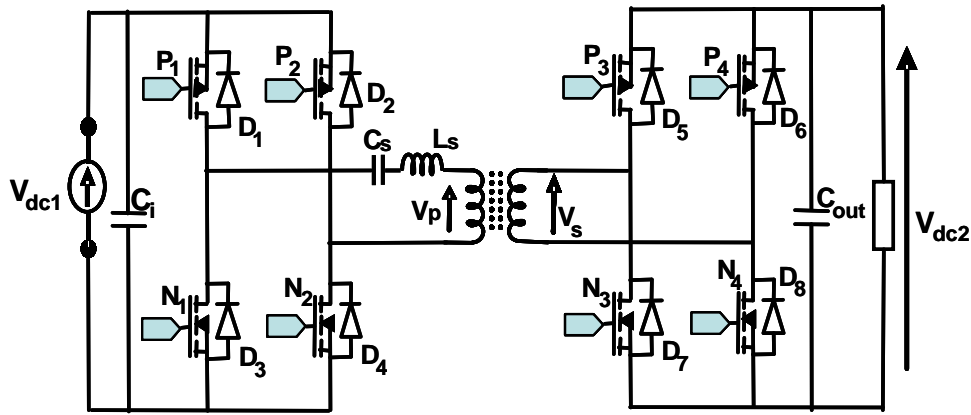 P1
P2
D1
D2
Cs
Ls
Vdc1
Ci
Vp
Vs
N1
N2
D3
D4
P3
P4
D5
D6
Cout
Vdc2
N3
N4
D7
D8